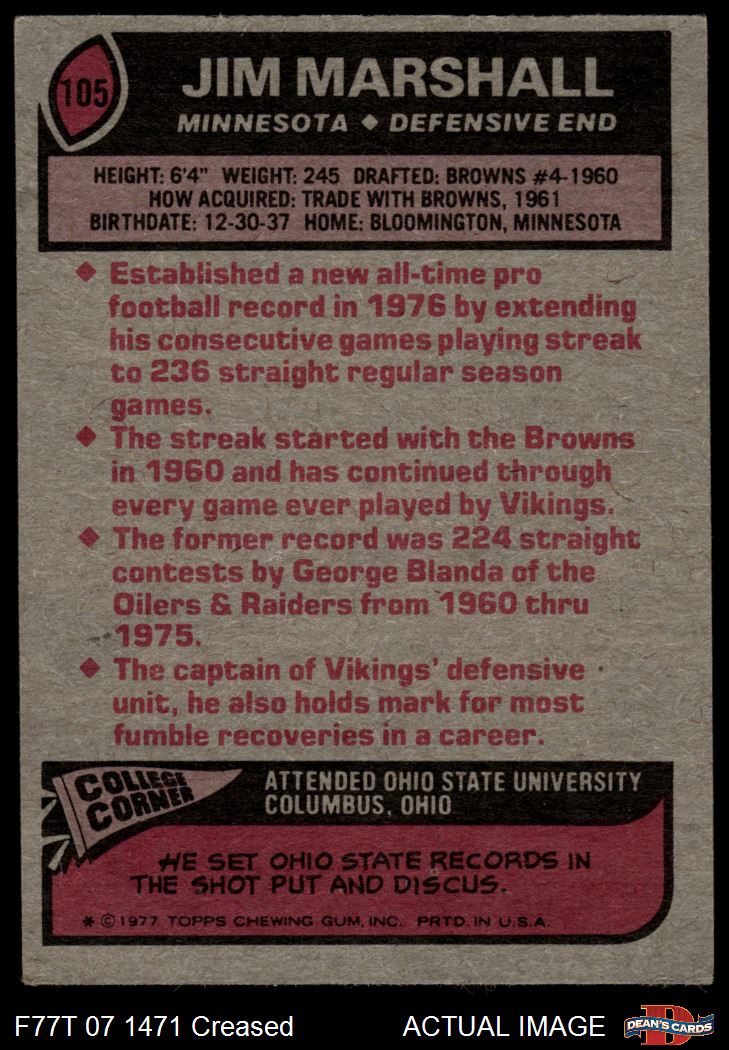 105
JIM MARSHALL
MINNESOTA ◆ DEFENSIVE END
HEIGHT: 6'4" WEIGHT: 245 DRAFTED: BROWNS #4-1960
HOW ACQUIRED: TRADE WITH BROWNS, 1961
BIRTHDATE: 12-30-37 HOME: BLOOMINGTON, MINNESOTA
◆ Established a new all-time pro
football record in 1976 by extending
his consecutive games playing streak
to 236 straight regular season
games.
◆ The streak started with the Browns
in 1960 and has continued through
every game ever played by Vikings.
◆ The former record was 224 straight
contests by George Blanda of the
Oilers & Raiders from 1960 thru
1975.
◆ The captain of Vikings' defensive
unit, he also holds mark for most
fumble recoveries in a career.
COLLEGE
CORNER
ATTENDED OHIO STATE UNIVERSITY
COLUMBUS, OHIO
HE SET OHIO STATE RECORDS IN
THE SHOT PUT AND DISCUS.
* © 1977 TOPPS CHEWING GUM, INC. PRTD. IN U.S.A.
F77T 07 1471 Creased ACTUAL IMAGE
D
DEAN'S CARDS